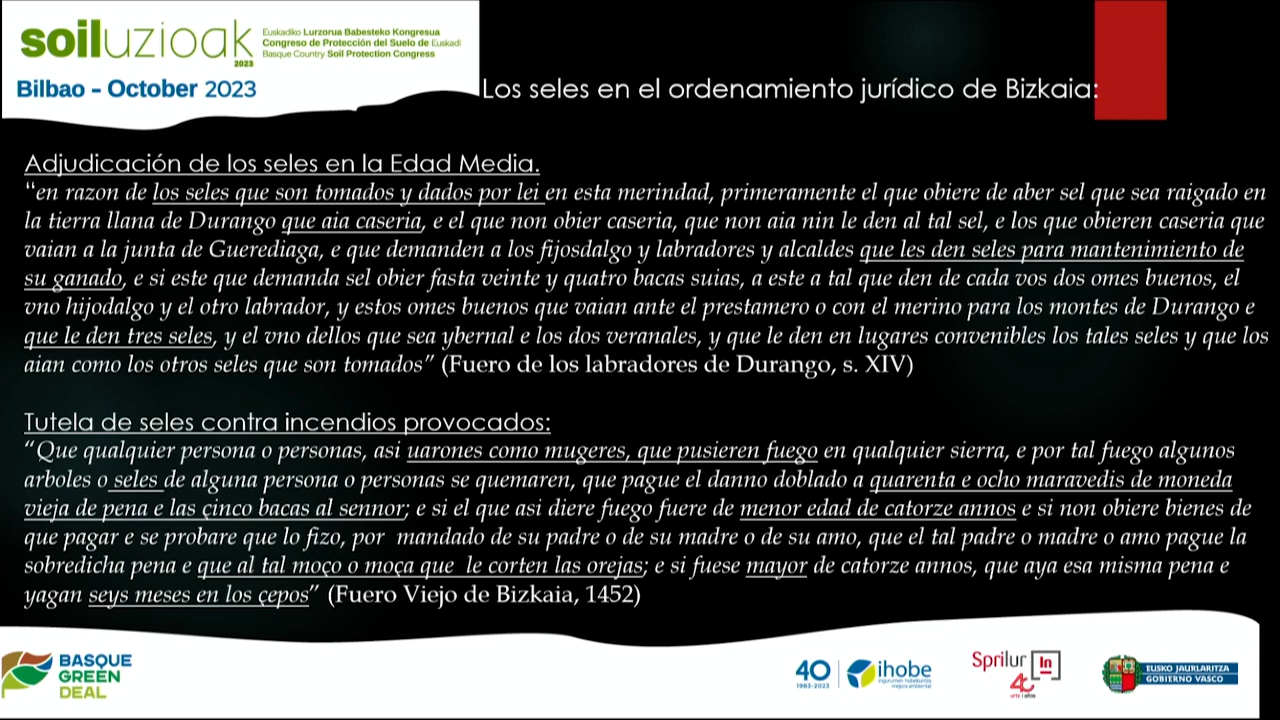 soiluzioak
2023
Euskadiko Lurzorua Babesteko Kongresua
Congreso de Protección del Suelo de Euskadi
Basque Country Soil Protection Congress
Bilbao - October 2023
Los seles en el ordenamiento jurídico de Bizkaia:
Adjudicación de los seles en la Edad Media.
“en razon de los seles que son tomados y dados por lei en esta merindad, primeramente el que obiere de aber sel que sea raigado en
la tierra llana de Durango que aia caseria, e el que non obier caseria, que non aia nin le den al tal sel, e los que obieren caseria que
vaian a la junta de Guerediaga, e que demanden a los fijosdalgo y labradores y alcaldes que les den seles para mantenimiento de
su ganado, e si este que demanda sel obier fasta veinte y quatro bacas suias, a este a tal que den de cada vos dos omes buenos, el
vno hijodalgo y el otro labrador, y estos omes buenos que vaian ante el prestamero o con el merino para los montes de Durango e
que le den tres seles, y el vno dellos que sea ybernal e los dos veranales, y que le den en lugares convenibles los tales seles y que los
aian como los otros seles que son tomados” (Fuero de los labradores de Durango, s. XIV)
Tutela de seles contra incendios provocados:
“Que qualquier persona o personas, asi uarones como mugeres, que pusieren fuego en qualquier sierra, e por tal fuego algunos
arboles o seles de alguna persona o personas se quemaren, que pague el danno doblado a quarenta e ocho maravedis de moneda
vieja de pena e las çinco bacas al sennor; e si el que asi diere fuego fuere de menor edad de catorze annos e si non obiere bienes de
que pagar e se probare que lo fizo, por mandado de su padre o de su madre o de su amo, que el tal padre o madre o amo pague la
sobredicha pena e que al tal moço o moça que le corten las orejas; e si fuese mayor de catorze annos, que aya esa misma pena e
yagan seys meses en los çepos” (Fuero Viejo de Bizkaia, 1452)
BASQUE
GREEN
DEAL
40
1983-2023
ihobe
ingurumen hobekuntza
mejora ambiental
Sprilur In
40
urte | años
EUSKO JAURLARITZA
GOBIERNO VASCO